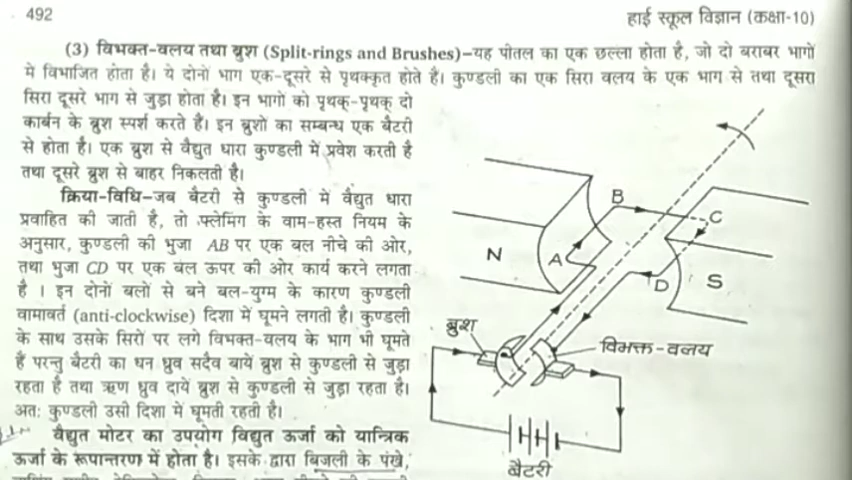 492
हाई स्कूल विज्ञान (कक्षा-10)
(3) विभक्त-वलय तथा ब्रुश (Split-rings and Brushes)–यह पीतल का एक छल्ला होता है, जो दो बराबर भागों
में विभाजित होता है। ये दोनों भाग एक-दूसरे से पृथक्कृत होते हैं। कुण्डली का एक सिरा वलय के एक भाग से तथा दूसरा
सिरा दूसरे भाग से जुड़ा होता है। इन भागों को पृथक्-पृथक् दो
कार्बन के ब्रुश स्पर्श करते हैं। इन ब्रुशों का सम्बन्ध एक बैटरी
से होता है। एक ब्रुश से वैद्युत धारा कुण्डली में प्रवेश करती है
तथा दूसरे ब्रुश से बाहर निकलती है।
क्रिया-विधि–जब बैटरी से कुण्डली में वैद्युत धारा
प्रवाहित की जाती है, तो फ्लेमिंग के वाम-हस्त नियम के
अनुसार, कुण्डली की भुजा AB पर एक बल नीचे की ओर,
तथा भुजा CD पर एक बल ऊपर की ओर कार्य करने लगता
है । इन दोनों बलों से बने बल-युग्म के कारण कुण्डली
वामावर्त (anti-clockwise) दिशा में घूमने लगती है। कुण्डली
के साथ उसके सिरों पर लगे विभक्त-वलय के भाग भी घूमते
हैं परन्तु बैटरी का धन ध्रुव सदैव बायें ब्रुश से कुण्डली से जुड़ा
रहता है तथा ऋण ध्रुव दायें ब्रुश से कुण्डली से जुड़ा रहता है।
अतः कुण्डली उसी दिशा में घूमती रहती है।
वैद्युत मोटर का उपयोग विद्युत ऊर्जा को यान्त्रिक
ऊर्जा के रूपान्तरण में होता है। इसके द्वारा बिजली के पंखे,
B
C
N
A
D
S
ब्रुश
विभक्त-वलय
बैटरी